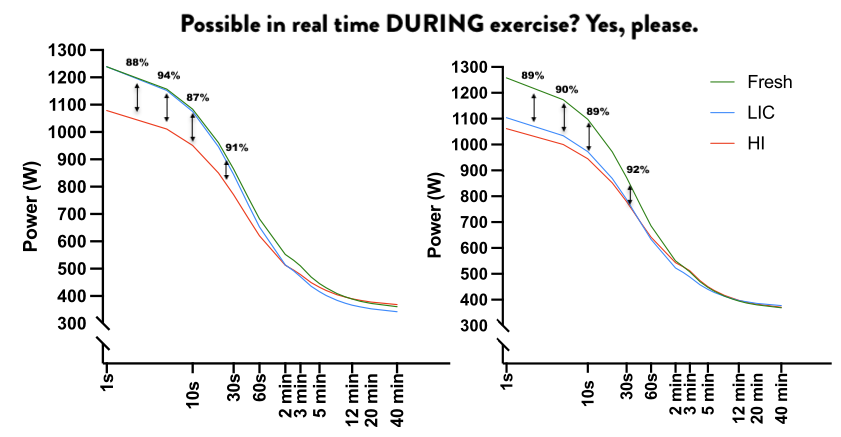 Possible in real time DURING exercise? Yes, please.
Power (W)
1300
1200
1100
1000
900
800
700
600
500
400
300
88%
94%
87%
91%
1s
10s
30s
60s
2 min
3 min
5 min
12 min
20 min
40 min
Power (W)
1300
1200
1100
1000
900
800
700
600
500
400
300
89%
90%
89%
92%
1s
10s
30s
60s
2 min
3 min
5 min
12 min
20 min
40 min
Fresh
LIC
HI